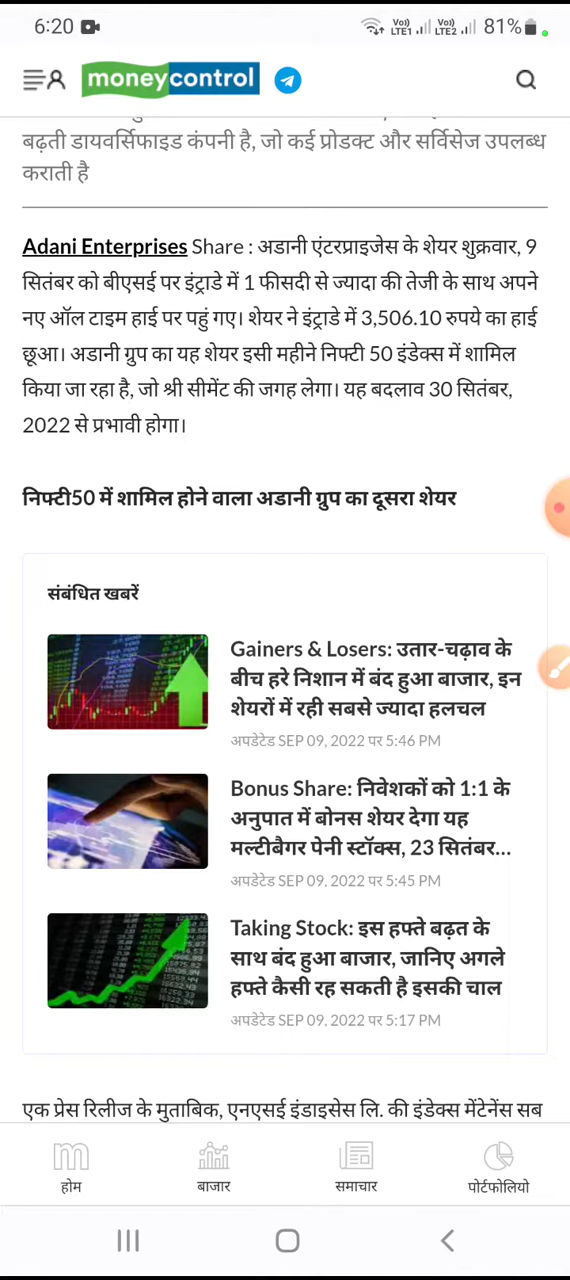 6:20
Vo)) LTE1 Vo)) LTE2 81%
moneycontrol
बढ़ती डायवर्सिफाइड कंपनी है, जो कई प्रोडक्ट और सर्विसेज उपलब्ध
कराती है
Adani Enterprises Share : अडानी एंटरप्राइजेस के शेयर शुक्रवार, 9
सितंबर को बीएसई पर इंट्राडे में 1 फीसदी से ज्यादा की तेजी के साथ अपने
नए ऑल टाइम हाई पर पहुं गए। शेयर ने इंट्राडे में 3,506.10 रुपये का हाई
छूआ। अडानी ग्रुप का यह शेयर इसी महीने निफ्टी 50 इंडेक्स में शामिल
किया जा रहा है, जो श्री सीमेंट की जगह लेगा। यह बदलाव 30 सितंबर,
2022 से प्रभावी होगा।
निफ्टी50 में शामिल होने वाला अडानी ग्रुप का दूसरा शेयर
संबंधित खबरें
Gainers & Losers: उतार-चढ़ाव के
बीच हरे निशान में बंद हुआ बाजार, इन
शेयरों में रही सबसे ज्यादा हलचल
अपडेटेड SEP 09, 2022 पर 5:46 PM
Bonus Share: निवेशकों को 1:1 के
अनुपात में बोनस शेयर देगा यह
मल्टीबैगर पेनी स्टॉक्स, 23 सितंबर...
अपडेटेड SEP 09, 2022 पर 5:45 PM
Taking Stock: इस हफ्ते बढ़त के
साथ बंद हुआ बाजार, जानिए अगले
हफ्ते कैसी रह सकती है इसकी चाल
अपडेटेड SEP 09, 2022 पर 5:17 PM
एक प्रेस रिलीज के मुताबिक, एनएसई इंडाइसेस लि. की इंडेक्स मेंटेनेंस सब
होम बाजार समाचार पोर्टफोलियो